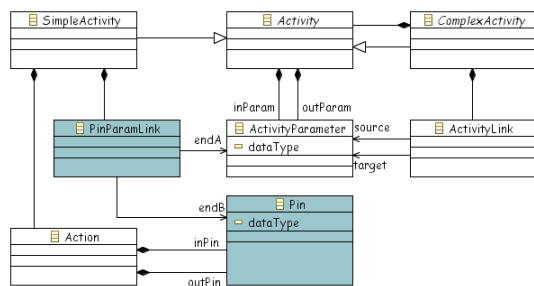 SimpleActivity
Activity
ComplexActivity
inParam
outParam
PinParamLink
endA
ActivityParameter
dataType
source
target
ActivityLink
endB
Pin
dataType
Action
inPin
outPin